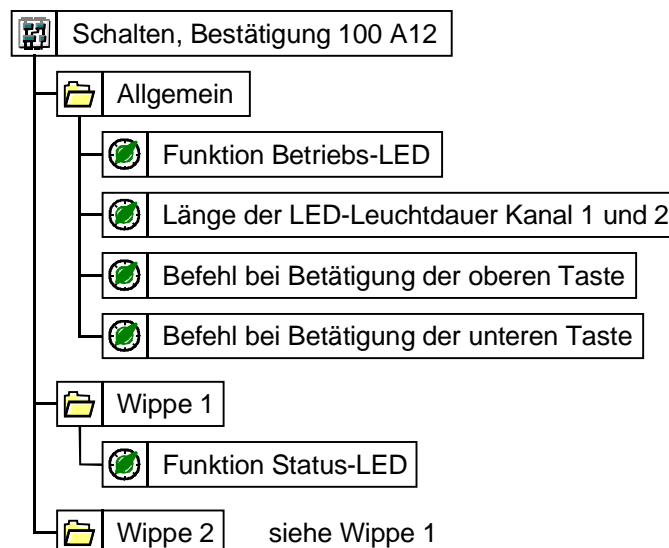 Schalten, Bestätigung 100 A12
Allgemein
Funktion Betriebs-LED
Länge der LED-Leuchtdauer Kanal 1 und 2
Befehl bei Betätigung der oberen Taste
Befehl bei Betätigung der unteren Taste
Wippe 1
Funktion Status-LED
Wippe 2 siehe Wippe 1